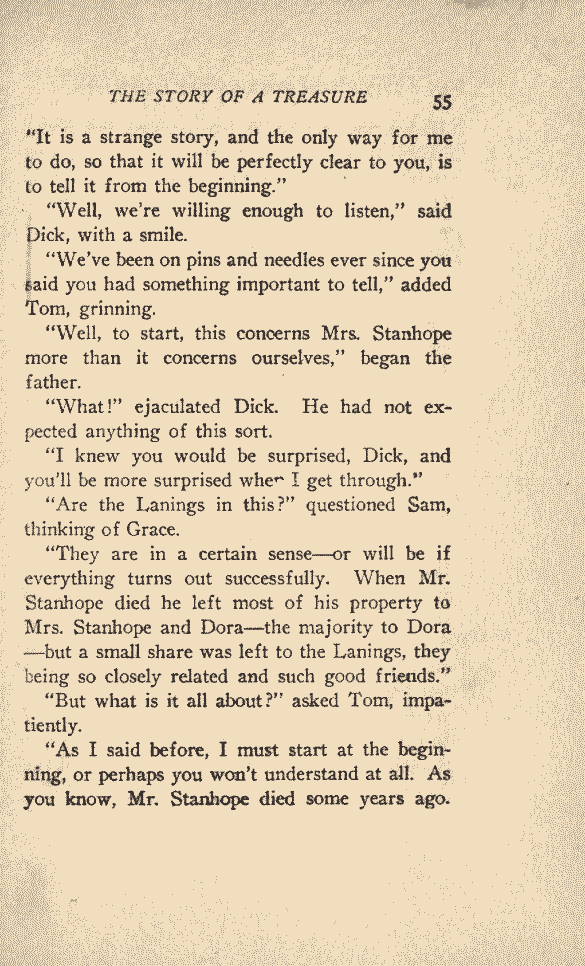 THE STORY OF A TREASURE 55
“It is a strange story, and the only way for me
to do, so that it will be perfectly clear to you, is
to tell it from the beginning.”
“Well, we’re willing enough to listen,” said
Dick, with a smile.
“We’ve been on pins and needles ever since you
said you had something important to tell,” added
Tom, grinning.
“Well, to start, this concerns Mrs. Stanhope
more than it concerns ourselves,” began the
father.
“What!” ejaculated Dick. He had not ex-
pected anything of this sort.
“I knew you would be surprised, Dick, and
you’ll be more surprised when I get through.”
“Are the Lanings in this?” questioned Sam,
thinking of Grace.
“They are in a certain sense—or will be if
everything turns out successfully. When Mr.
Stanhope died he left most of his property to
Mrs. Stanhope and Dora—the majority to Dora
—but a small share was left to the Lanings, they
being so closely related and such good friends.”
“But what is it all about?” asked Tom, impa-
tiently.
“As I said before, I must start at the begin-
ning, or perhaps you won’t understand at all. As
you know, Mr. Stanhope died some years ago.